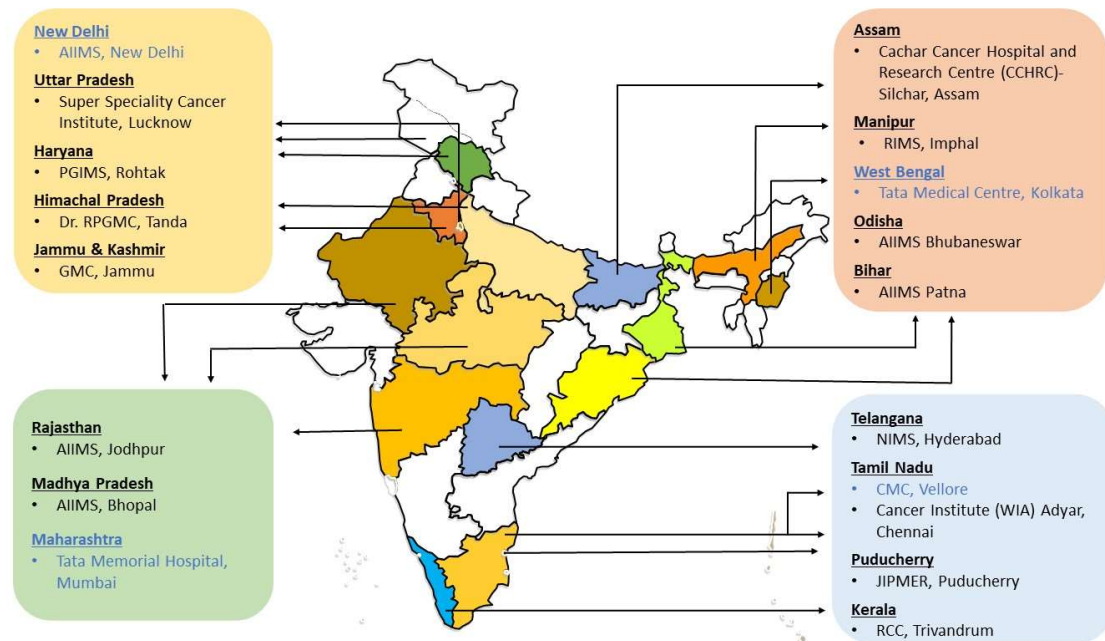 New Delhi
• AIIMS, New Delhi
Uttar Pradesh
• Super Speciality Cancer
Institute, Lucknow
Haryana
• PGIMS, Rohtak
Himachal Pradesh
• Dr. RPGMC, Tanda
Jammu & Kashmir
• GMC, Jammu
Assam
• Cachar Cancer Hospital and
Research Centre (CCHRC)-
Silchar, Assam
Manipur
• RIMS, Imphal
West Bengal
• Tata Medical Centre, Kolkata
Odisha
• AIIMS Bhubaneswar
Bihar
• AIIMS Patna
Rajasthan
• AIIMS, Jodhpur
Madhya Pradesh
• AIIMS, Bhopal
Maharashtra
• Tata Memorial Hospital,
Mumbai
Telangana
• NIMS, Hyderabad
Tamil Nadu
• CMC, Vellore
• Cancer Institute (WIA) Adyar,
Chennai
Puducherry
• JIPMER, Puducherry
Kerala
• RCC, Trivandrum